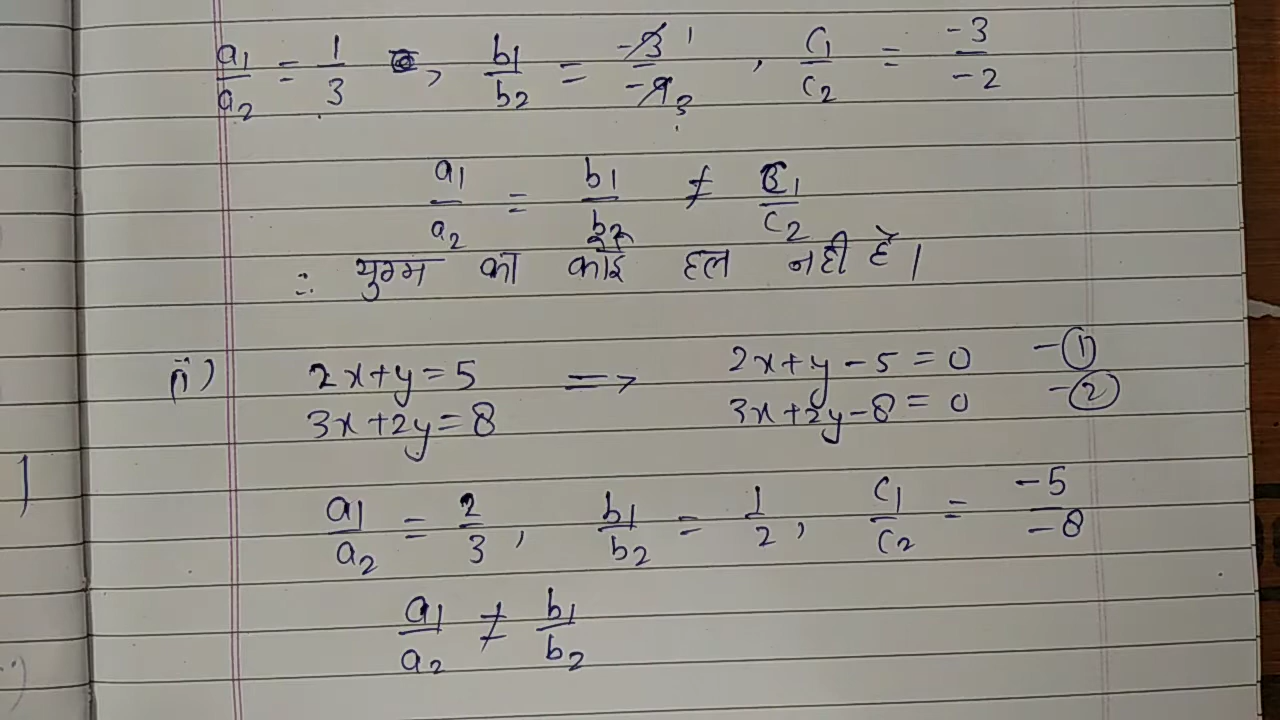 a₁/a₂ = 1/3 , b₁/b₂ = -3 1/-9 3 , c₁/c₂ = -3/-2
a₁/a₂ = b₁/b₂ ≠ c₁/c₂
∴ युग्म का कोई हल नही है।
ii) 2x+y=5 => 2x+y-5=0 -①
3x+2y=8 3x+2y-8=0 -②
a₁/a₂ = 2/3, b₁/b₂ = 1/2, c₁/c₂ = -5/-8
a₁/a₂ ≠ b₁/b₂